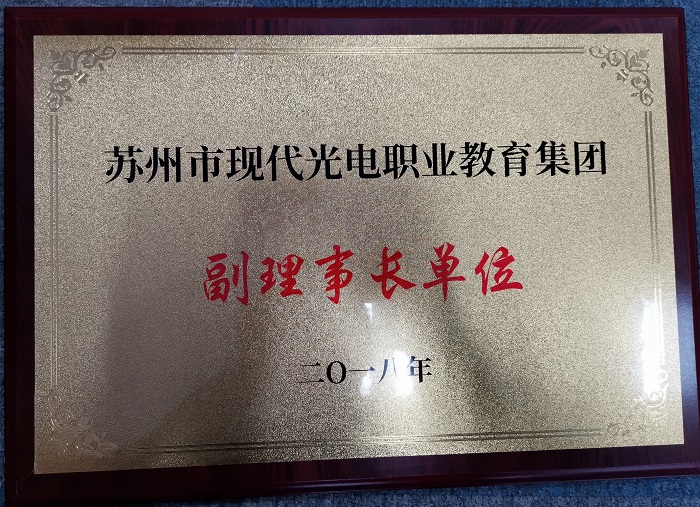 苏州市现代光电职业教育集团
副理事长单位
二O一八年